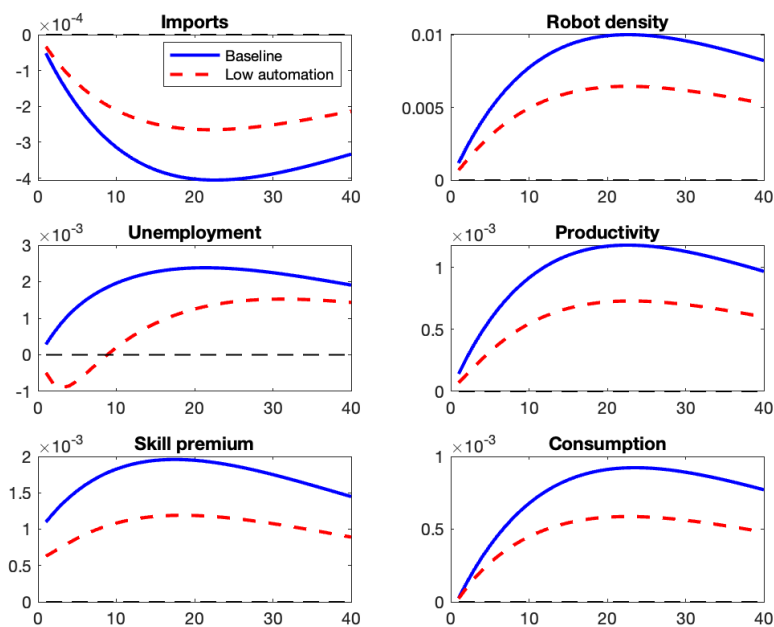 ×10⁻⁴ Imports
0
-1
-2
-3
-4
0 10 20 30 40
Baseline
Low automation
Robot density
0.01
0.005
0
0 10 20 30 40
×10⁻³ Unemployment
3
2
1
0
-1
0 10 20 30 40
×10⁻³ Productivity
1
0.5
0
0 10 20 30 40
×10⁻³ Skill premium
2
1.5
1
0.5
0
0 10 20 30 40
×10⁻³ Consumption
1
0.5
0
0 10 20 30 40